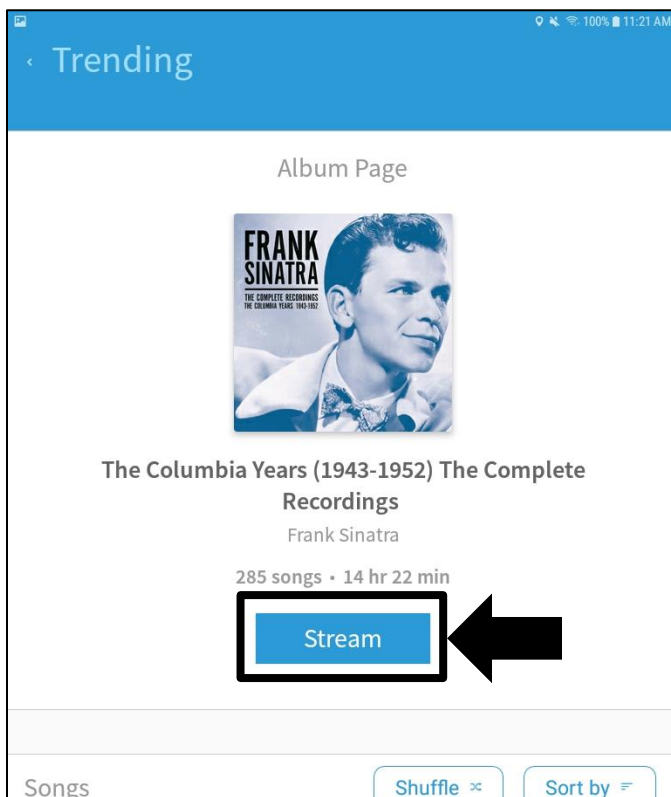 100% 11:21 AM
Trending
Album Page
FRANK
SINATRA
THE COMPLETE RECORDINGS
THE COLUMBIA YEARS 1943-1952
The Columbia Years (1943-1952) The Complete
Recordings
Frank Sinatra
285 songs • 14 hr 22 min
Stream
Songs
Shuffle
Sort by